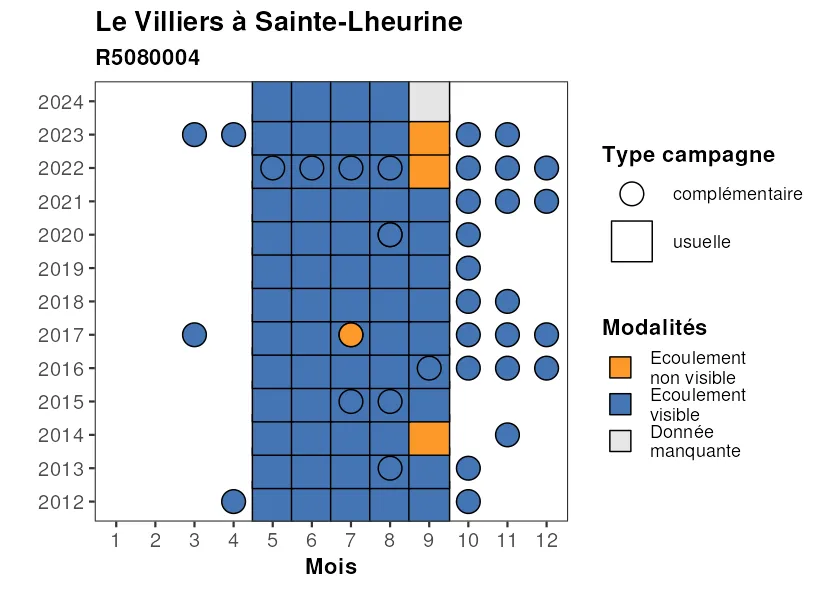 Le Villiers à Sainte-Lheurine
R5080004
2024
2023
2022
2021
2020
2019
2018
2017
2016
2015
2014
2013
2012
1 2 3 4 5 6 7 8 9 10 11 12
Mois
Type campagne
complémentaire
usuelle
Modalités
Ecoulement
non visible
Ecoulement
visible
Donnée
manquante